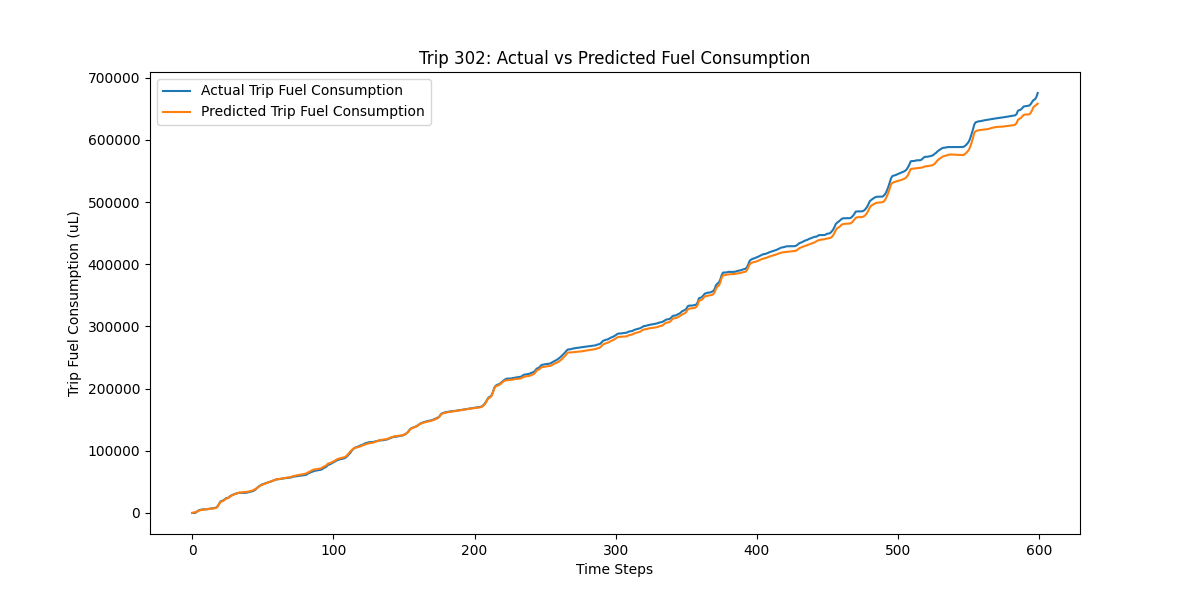 Trip 302: Actual vs Predicted Fuel Consumption
Actual Trip Fuel Consumption
Predicted Trip Fuel Consumption
Trip Fuel Consumption (uL)
700000
600000
500000
400000
300000
200000
100000
0
0 100 200 300 400 500 600
Time Steps